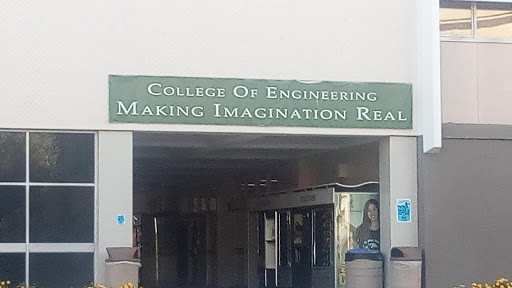 COLLEGE OF ENGINEERING
MAKING IMAGINATION REAL